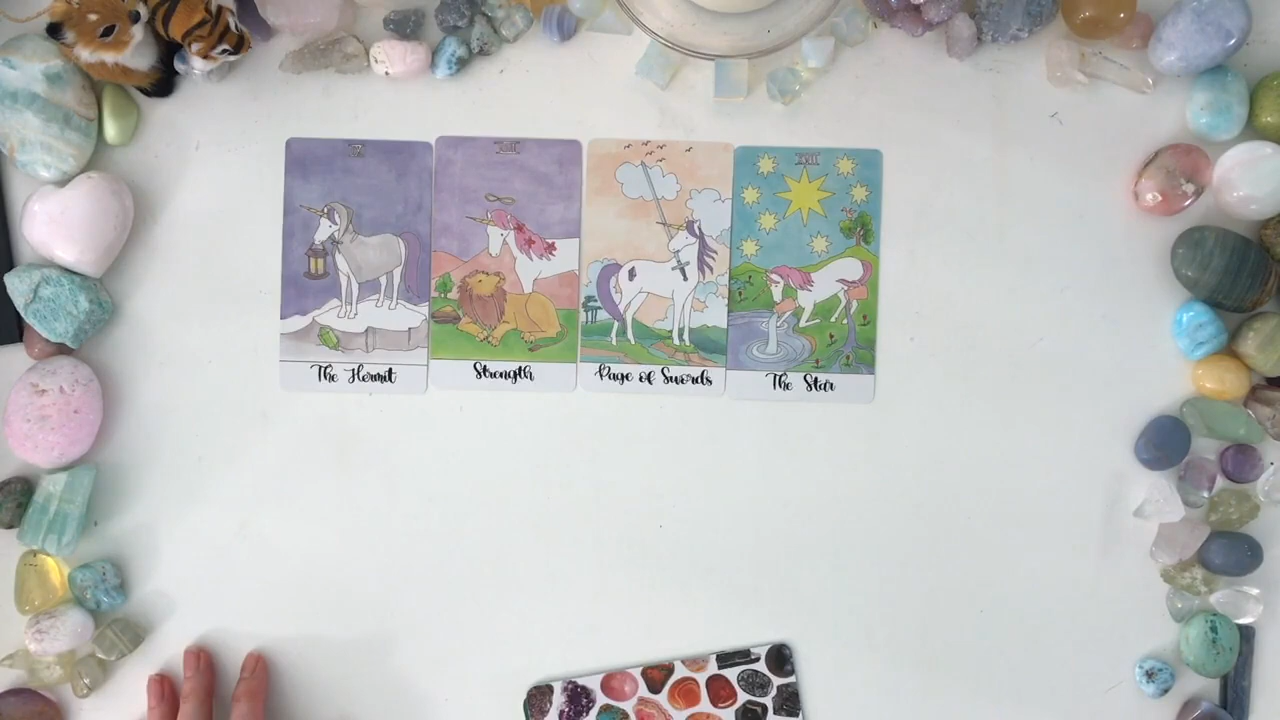 The Hermit
Strength
Page of Swords
The Star